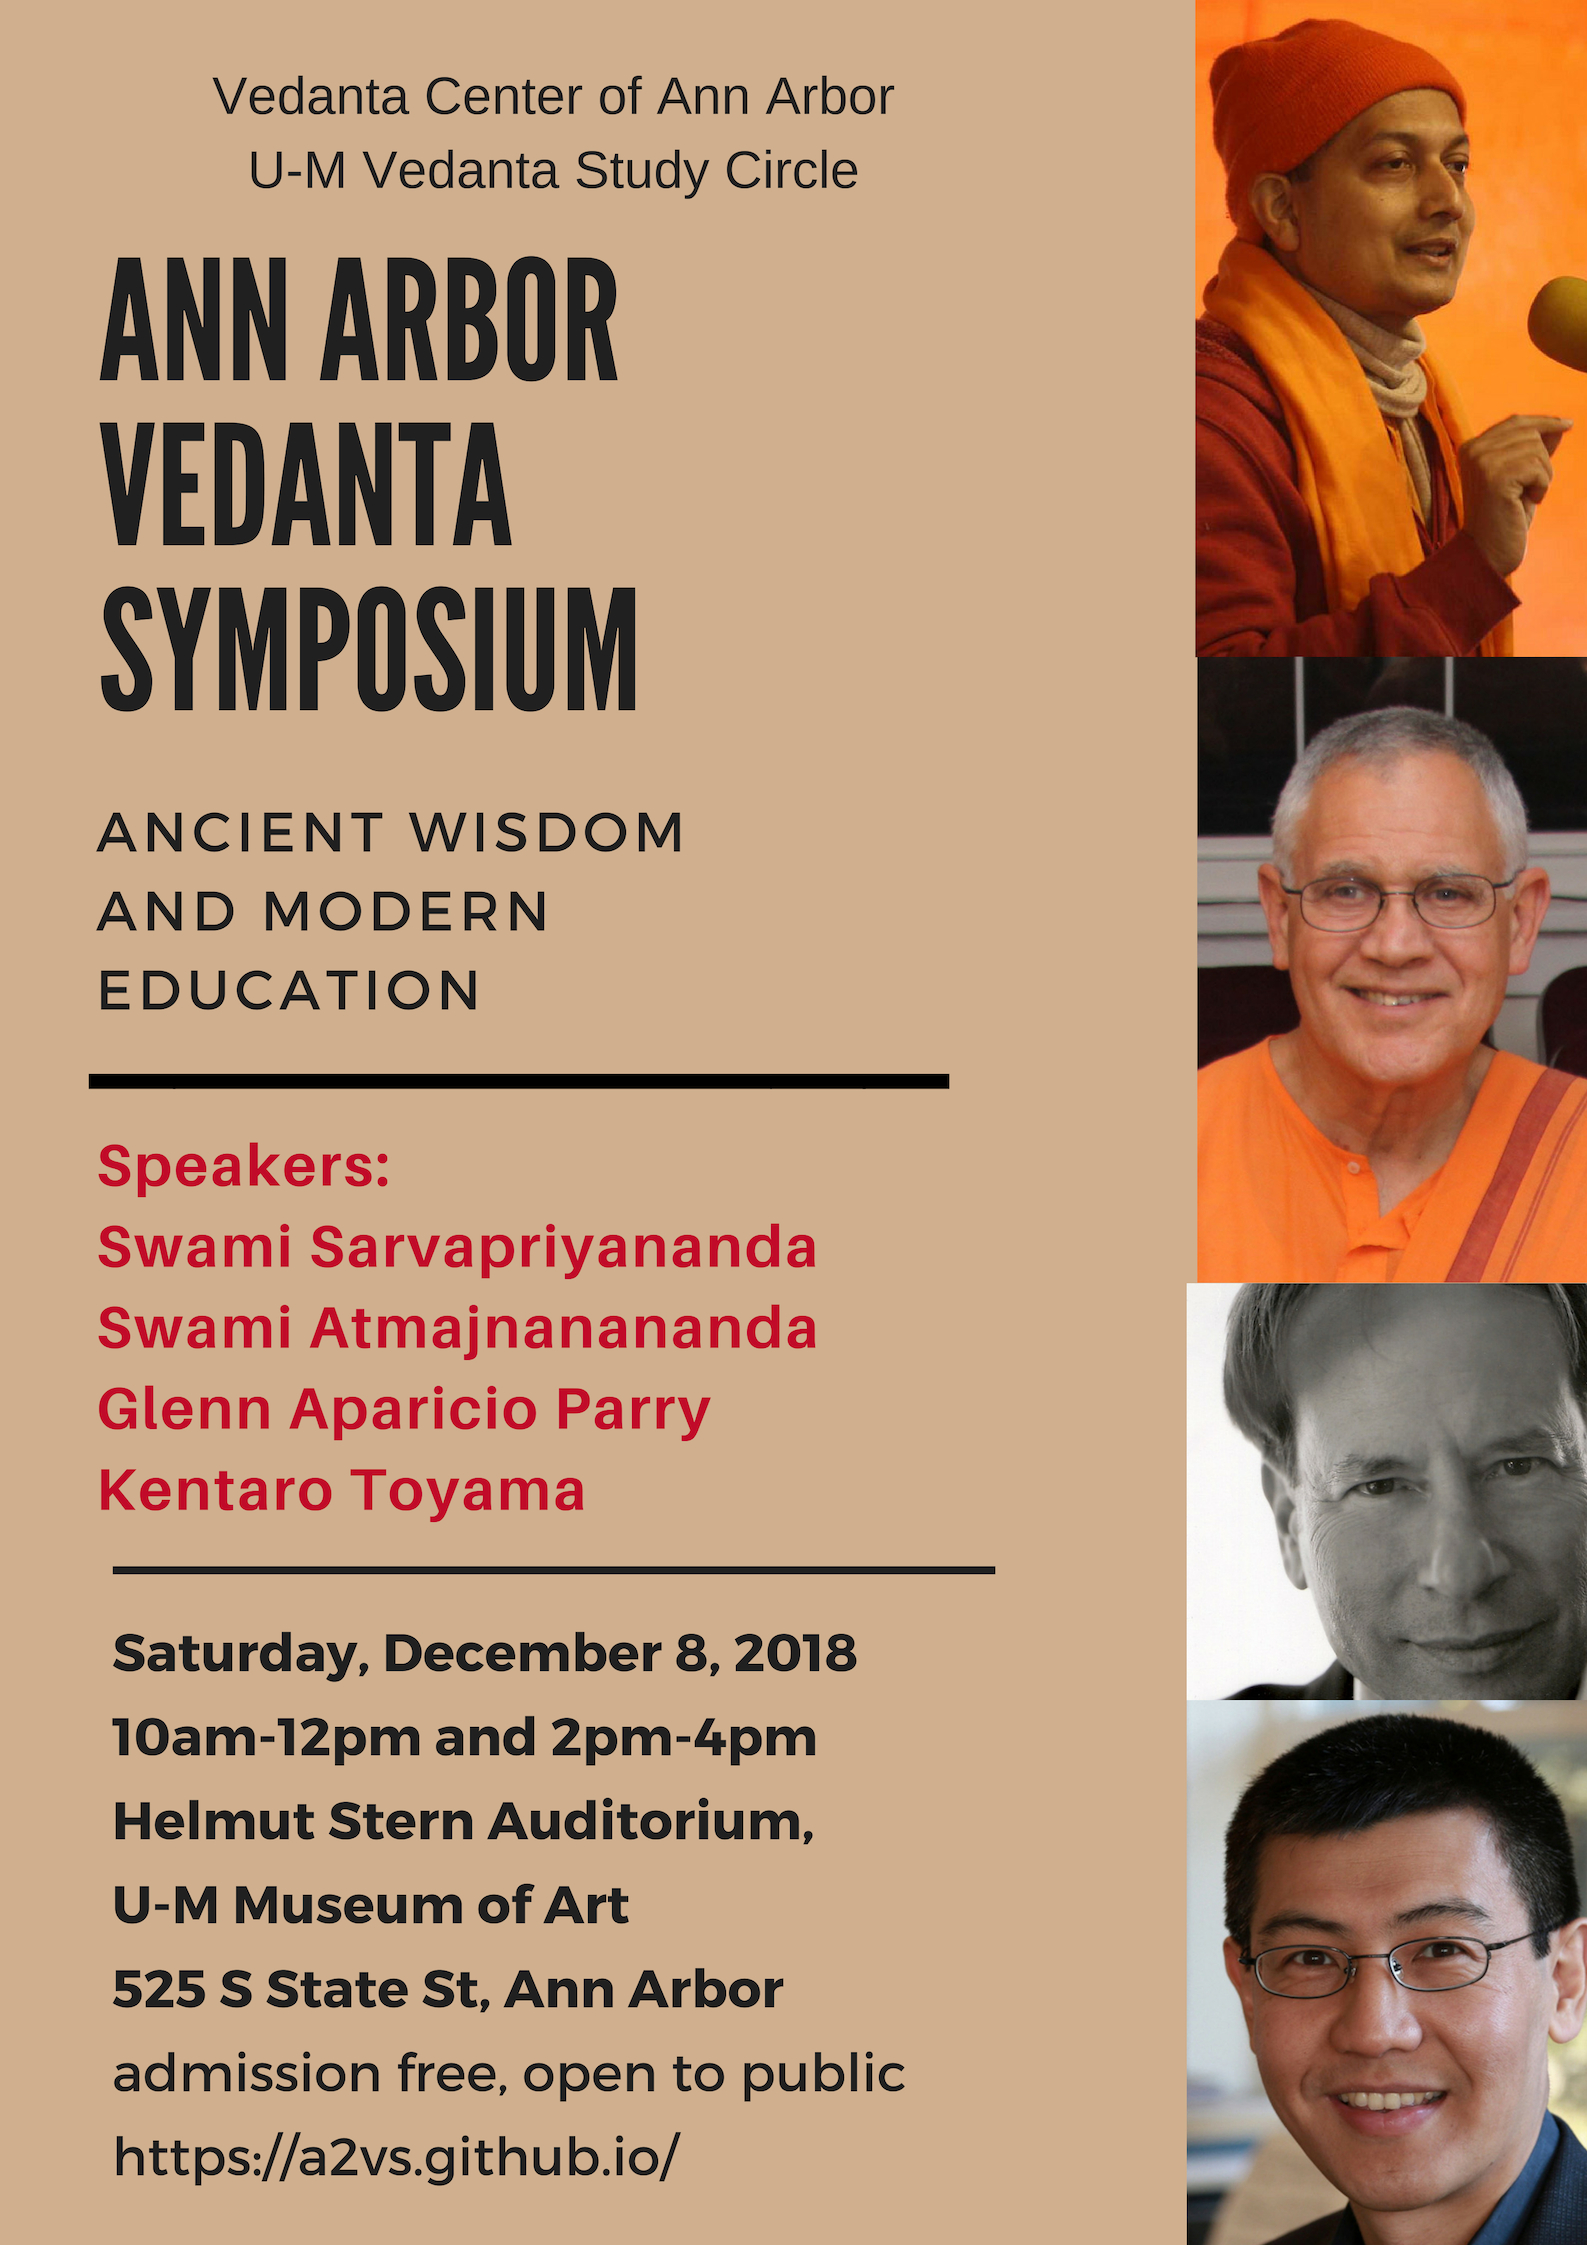 Vedanta Center of Ann Arbor
U-M Vedanta Study Circle
ANN ARBOR
VEDANTA
SYMPOSIUM
ANCIENT WISDOM
AND MODERN
EDUCATION
Speakers:
Swami Sarvapriyananda
Swami Atmajnanananda
Glenn Aparicio Parry
Kentaro Toyama
Saturday, December 8, 2018
10am-12pm and 2pm-4pm
Helmut Stern Auditorium,
U-M Museum of Art
525 S State St, Ann Arbor
admission free, open to public
https://a2vs.github.io/